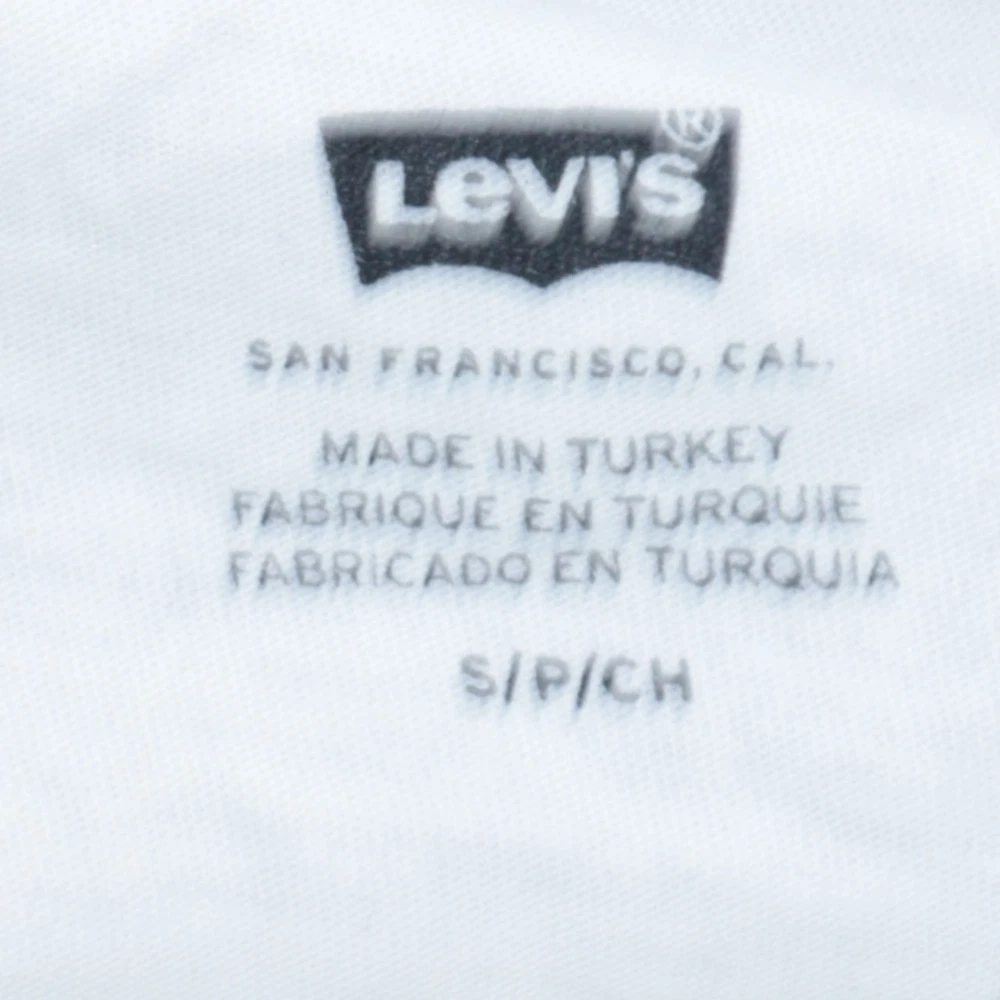 LEVI'S®
SAN FRANCISCO, CAL.
MADE IN TURKEY
FABRIQUE EN TURQUIE
FABRICADO EN TURQUIA
S/P/CH